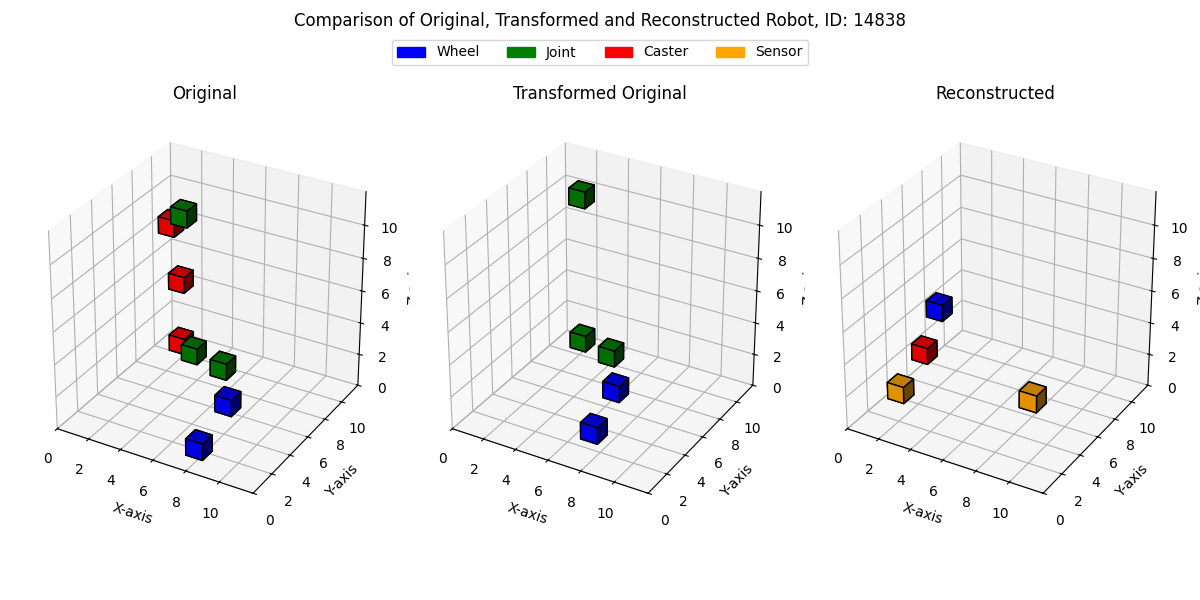 Comparison of Original, Transformed and Reconstructed Robot, ID: 14838
Wheel Joint Caster Sensor
Original Transformed Original Reconstructed
0 2 4 6 8 10
X-axis
0 2 4 6 8 10
Y-axis
0 2 4 6 8 10
0 2 4 6 8 10
X-axis
0 2 4 6 8 10
Y-axis
0 2 4 6 8 10
0 2 4 6 8 10
X-axis
0 2 4 6 8 10
Y-axis
0 2 4 6 8 10